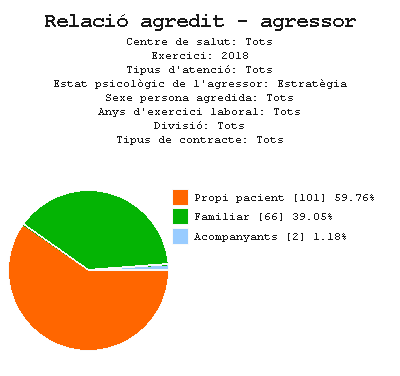 Relació agredit - agressor
Centre de salut: Tots
Exercici: 2018
Tipus d'atenció: Tots
Estat psicològic de l'agressor: Estratègia
Sexe persona agredida: Tots
Anys d'exercici laboral: Tots
Divisió: Tots
Tipus de contracte: Tots
Propi pacient [101] 59.76%
Familiar [66] 39.05%
Acompanyants [2] 1.18%